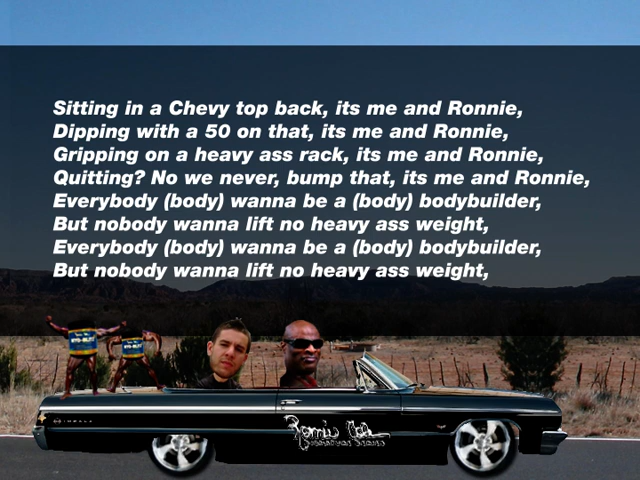 Sitting in a Chevy top back, its me and Ronnie,
Dipping with a 50 on that, its me and Ronnie,
Gripping on a heavy ass rack, its me and Ronnie,
Quitting? No we never, bump that, its me and Ronnie,
Everybody (body) wanna be a (body) bodybuilder,
But nobody wanna lift no heavy ass weight,
Everybody (body) wanna be a (body) bodybuilder,
But nobody wanna lift no heavy ass weight,